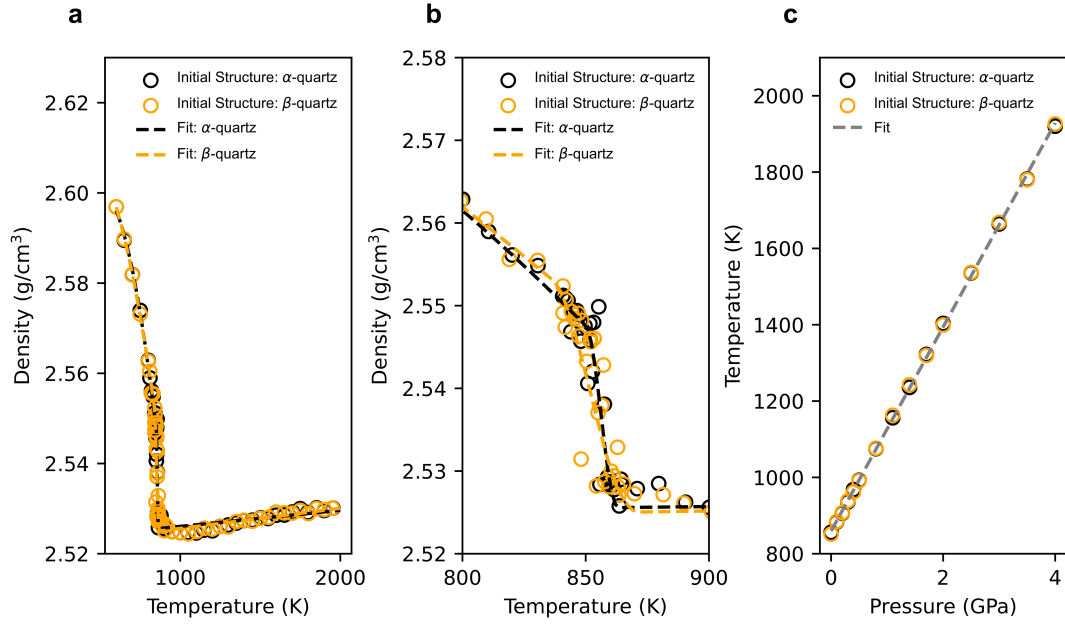 a
2.62
2.60
2.58
2.56
2.54
2.52
1000
2000
Density (g/cm³)
Temperature (K)
Initial Structure: α-quartz
Initial Structure: β-quartz
Fit: α-quartz
Fit: β-quartz
b
2.58
2.57
2.56
2.55
2.54
2.53
2.52
800
850
900
Density (g/cm³)
Temperature (K)
Initial Structure: α-quartz
Initial Structure: β-quartz
Fit: α-quartz
Fit: β-quartz
c
2000
1800
1600
1400
1200
1000
800
0
2
4
Temperature (K)
Pressure (GPa)
Initial Structure: α-quartz
Initial Structure: β-quartz
Fit